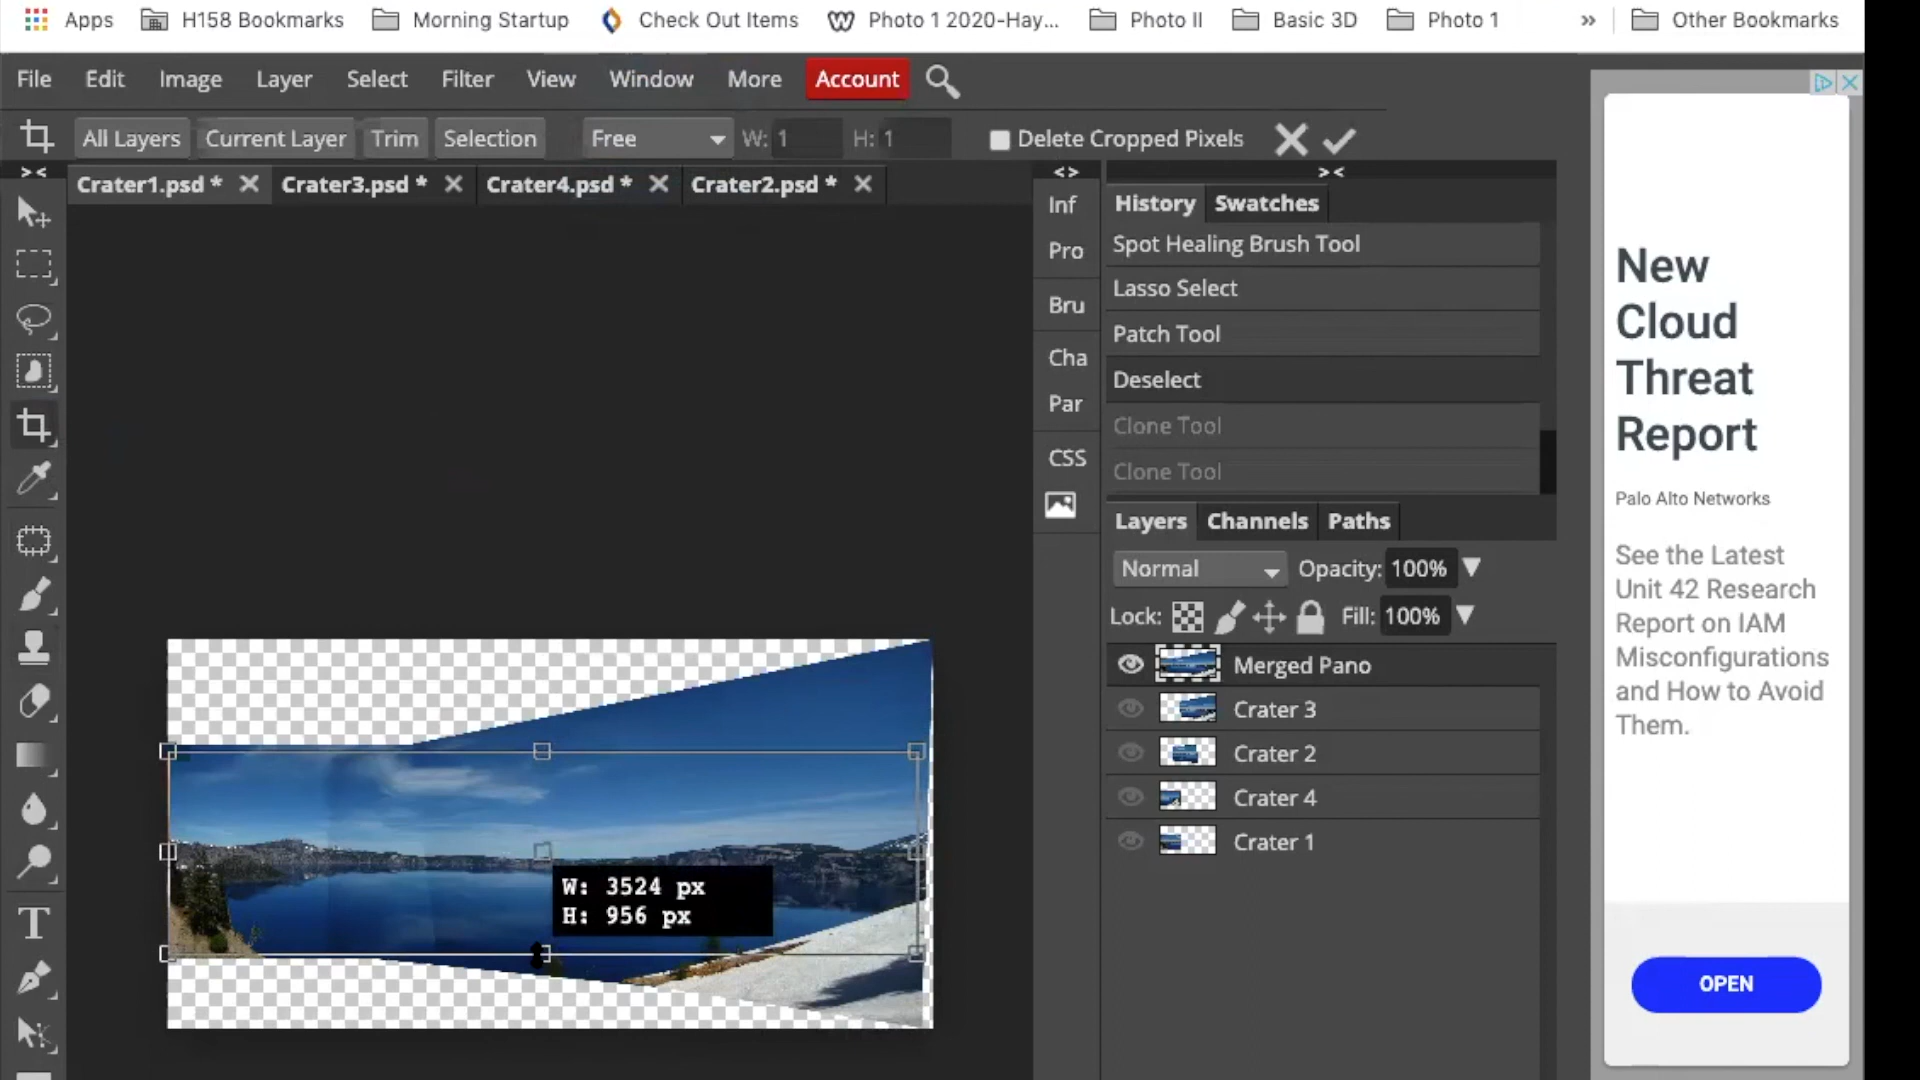 Apps H158 Bookmarks Morning Startup Check Out Items Photo 1 2020-Hay... Photo II Basic 3D Photo 1 » Other Bookmarks
File Edit Image Layer Select Filter View Window More Account
All Layers Current Layer Trim Selection Free W: 1 H: 1 Delete Cropped Pixels
Crater1.psd * Crater3.psd * Crater4.psd * Crater2.psd *
Inf
Pro
Bru
Cha
Par
CSS
History Swatches
Spot Healing Brush Tool
Lasso Select
Patch Tool
Deselect
Clone Tool
Clone Tool
Layers Channels Paths
Normal Opacity: 100%
Lock: Fill: 100%
Merged Pano
Crater 3
Crater 2
Crater 4
Crater 1
W: 3524 px
H: 956 px
T
New
Cloud
Threat
Report
Palo Alto Networks
See the Latest
Unit 42 Research
Report on IAM
Misconfigurations
and How to Avoid
Them.
OPEN